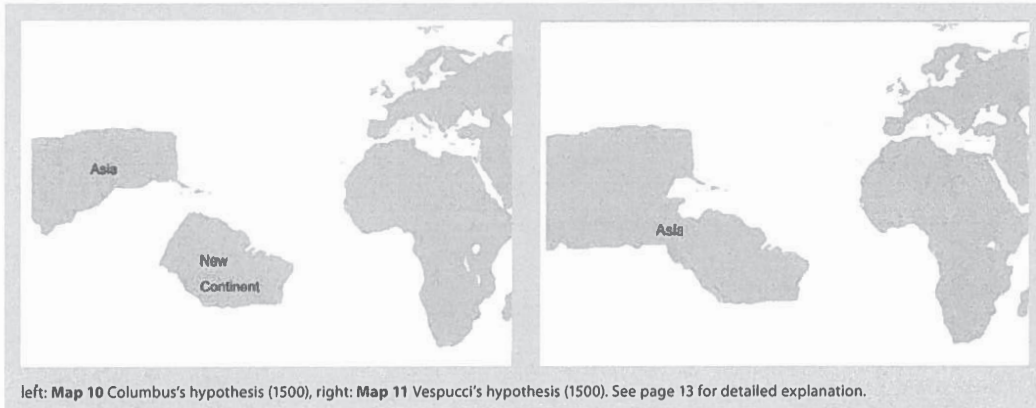 Asia
New
Continent
Asia
left: Map 10 Columbus's hypothesis (1500), right: Map 11 Vespucci's hypothesis (1500). See page 13 for detailed explanation.